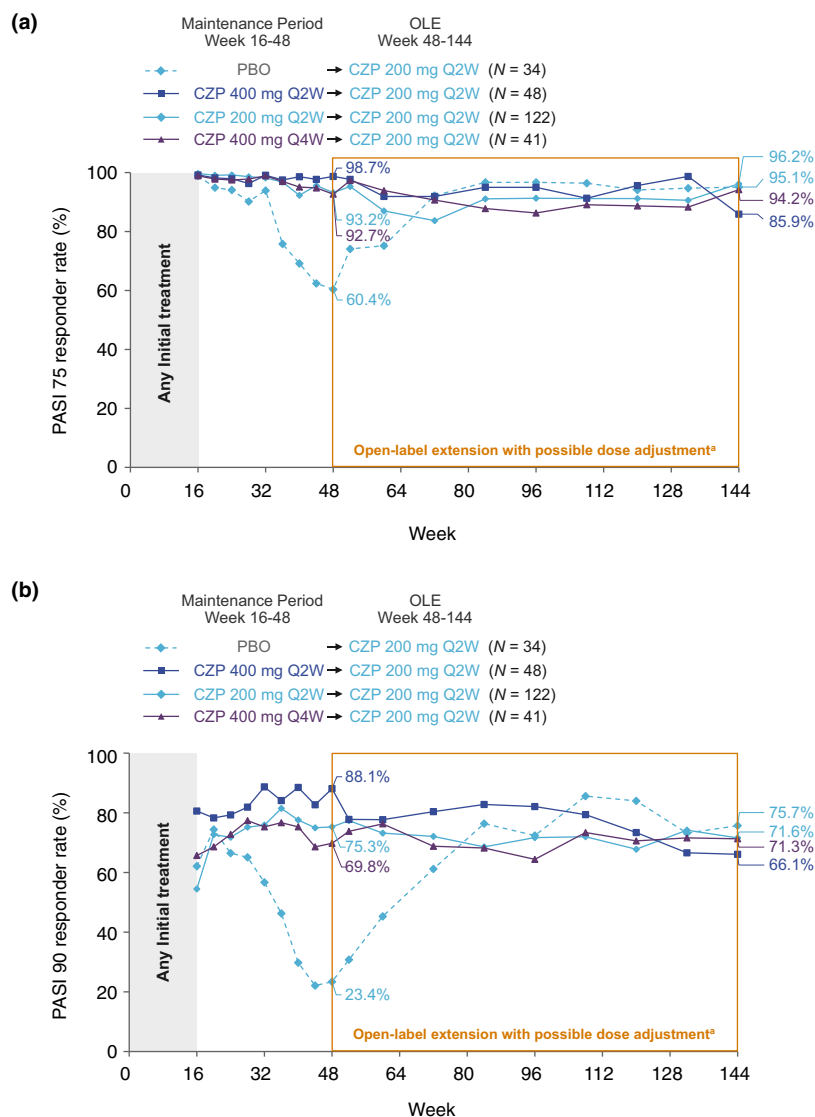 (a)
Maintenance Period OLE
Week 16-48 Week 48-144
PBO → CZP 200 mg Q2W (N = 34)
CZP 400 mg Q2W → CZP 200 mg Q2W (N = 48)
CZP 200 mg Q2W → CZP 200 mg Q2W (N = 122)
CZP 400 mg Q4W → CZP 200 mg Q2W (N = 41)
PASI 75 responder rate (%)
100
80
60
40
20
0
Any Initial treatment
98.7%
93.2%
92.7%
60.4%
96.2%
95.1%
94.2%
85.9%
Open-label extension with possible dose adjustmentᵃ
0 16 32 48 64 80 96 112 128 144
Week
(b)
Maintenance Period OLE
Week 16-48 Week 48-144
PBO → CZP 200 mg Q2W (N = 34)
CZP 400 mg Q2W → CZP 200 mg Q2W (N = 48)
CZP 200 mg Q2W → CZP 200 mg Q2W (N = 122)
CZP 400 mg Q4W → CZP 200 mg Q2W (N = 41)
PASI 90 responder rate (%)
100
80
60
40
20
0
Any Initial treatment
88.1%
75.3%
69.8%
23.4%
75.7%
71.6%
71.3%
66.1%
Open-label extension with possible dose adjustmentᵃ
0 16 32 48 64 80 96 112 128 144
Week